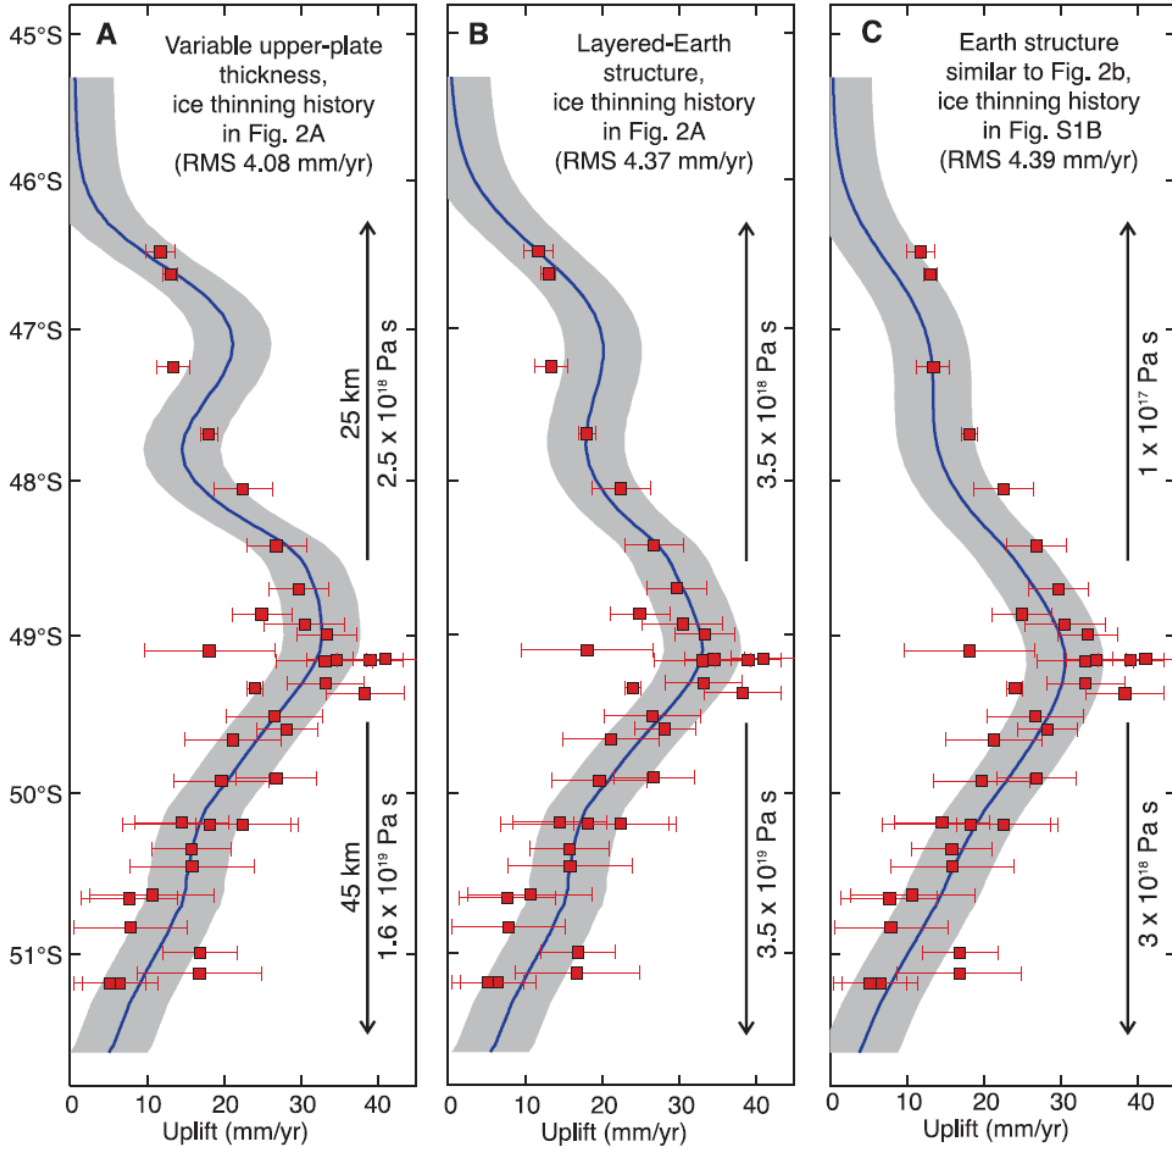 A
Variable upper-plate
thickness,
ice thinning history
in Fig. 2A
(RMS 4.08 mm/yr)
B
Layered-Earth
structure,
ice thinning history
in Fig. 2A
(RMS 4.37 mm/yr)
C
Earth structure
similar to Fig. 2b,
ice thinning history
in Fig. S1B
(RMS 4.39 mm/yr)
45°S
46°S
47°S
48°S
49°S
50°S
51°S
25 km
2.5 x 10¹⁸ Pa s
45 km
1.6 x 10¹⁹ Pa s
3.5 x 10¹⁸ Pa s
3.5 x 10¹⁹ Pa s
1 x 10¹⁷ Pa s
3 x 10¹⁸ Pa s
0 10 20 30 40
Uplift (mm/yr)
0 10 20 30 40
Uplift (mm/yr)
0 10 20 30 40
Uplift (mm/yr)